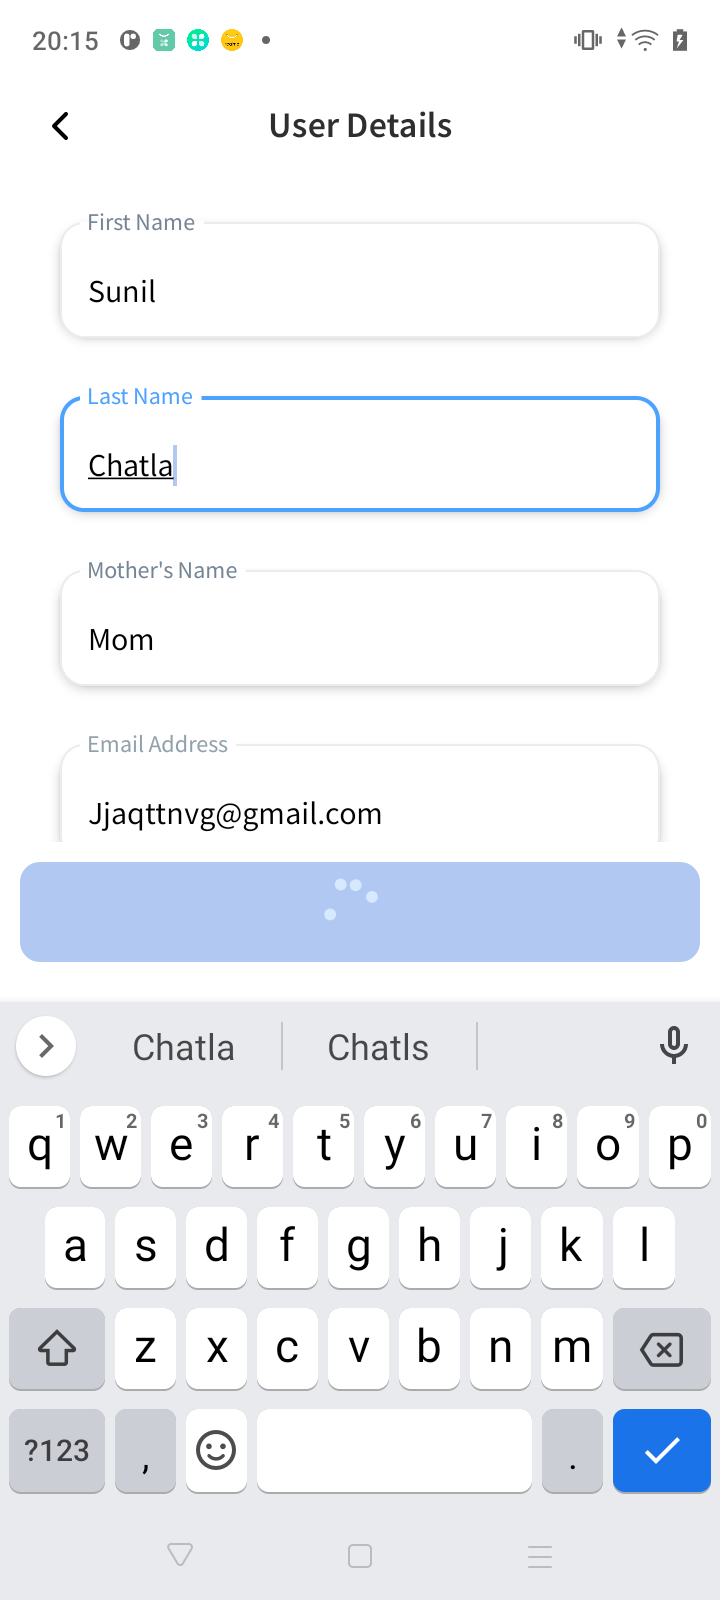 20:15
User Details
First Name
Sunil
Last Name
Chatla
Mother's Name
Mom
Email Address
Jjaqttnvg@gmail.com
Chatla Chatls
q1 w2 e3 r4 t5 y6 u7 i8 o9 p0
a s d f g h j k l
z x c v b n m
?123 , .